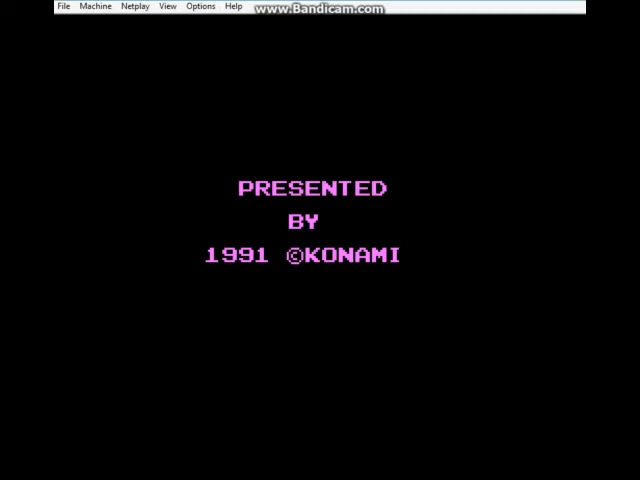 File Machine Netplay View Options Help www.Bandicam.com
PRESENTED
BY
1991 ©KONAMI